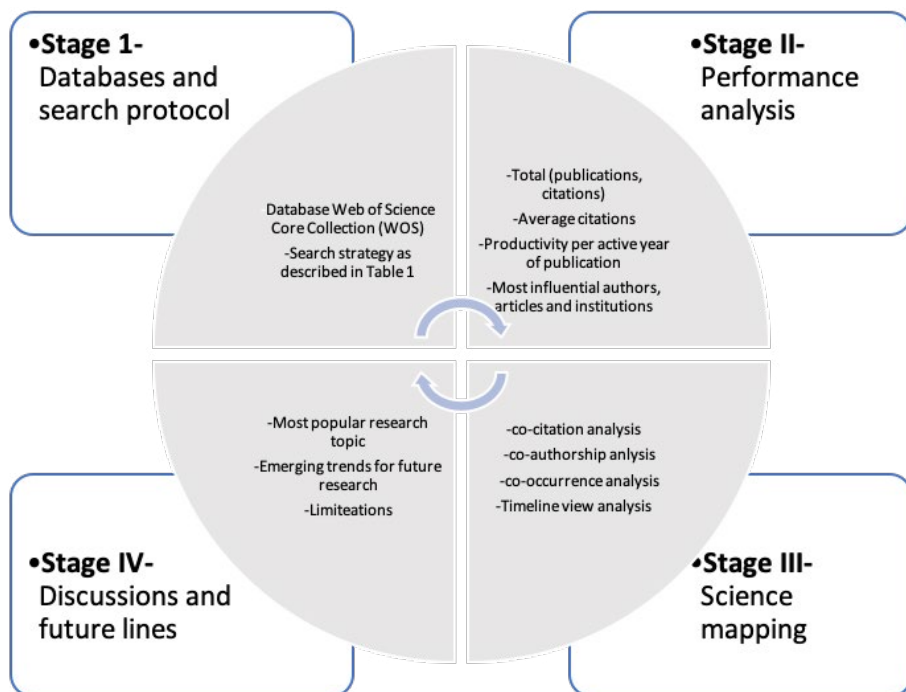 •Stage 1-
Databases and
search protocol
-Database Web of Science
Core Collection (WOS)
-Search strategy as
described in Table 1
•Stage II-
Performance
analysis
-Total (publications,
citations)
-Average citations
-Productivity per active year
of publication
-Most influential authors,
articles and institutions
•Stage III-
Science
mapping
-co-citation analysis
-co-authorship anlysis
-co-occurrence analysis
-Timeline view analysis
•Stage IV-
Discussions and
future lines
-Most popular research
topic
-Emerging trends for future
research
-Limiteations